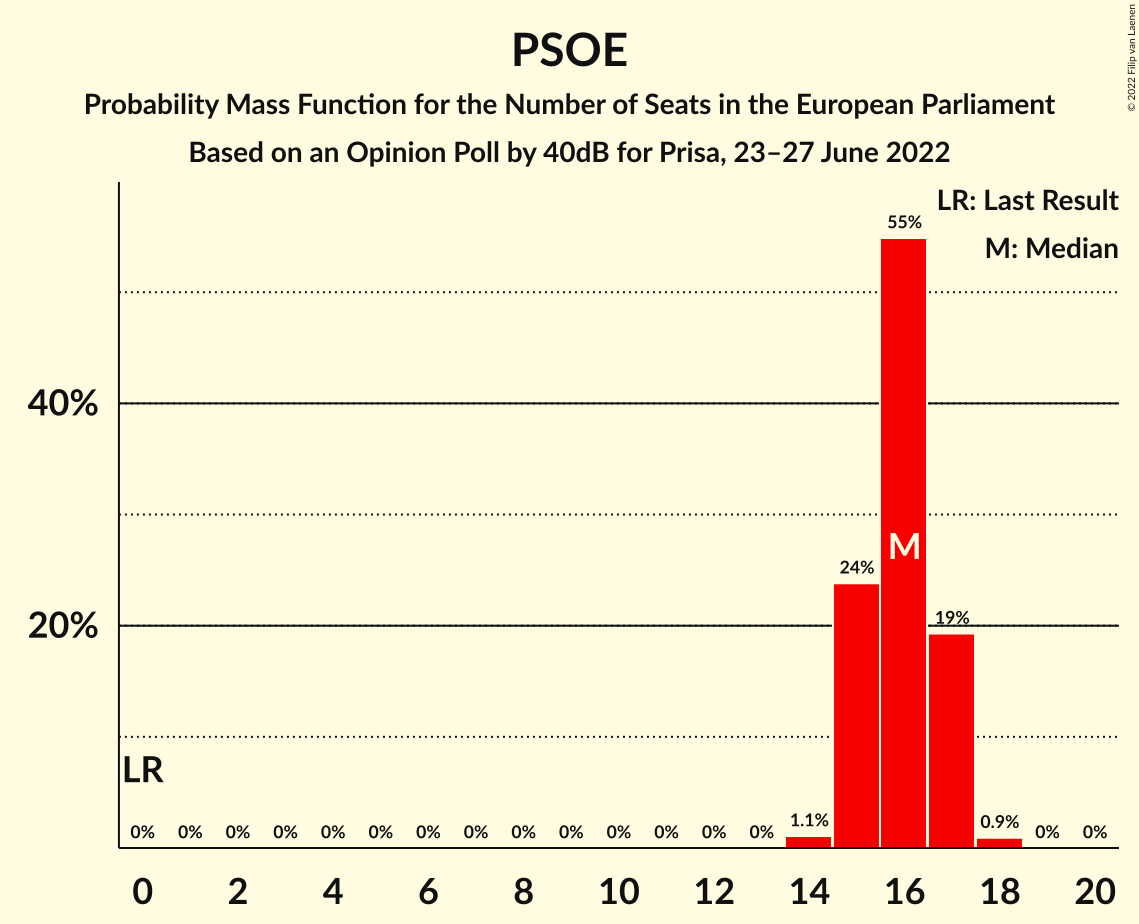 PSOE
Probability Mass Function for the Number of Seats in the European Parliament
Based on an Opinion Poll by 40dB for Prisa, 23–27 June 2022
© 2022 Filip van Laenen
LR: Last Result
M: Median
55%
40%
M
24%
20%
19%
LR
0% 0% 0% 0% 0% 0% 0% 0% 0% 0% 0% 0% 0% 0% 1.1% 0.9% 0% 0%
0 2 4 6 8 10 12 14 16 18 20